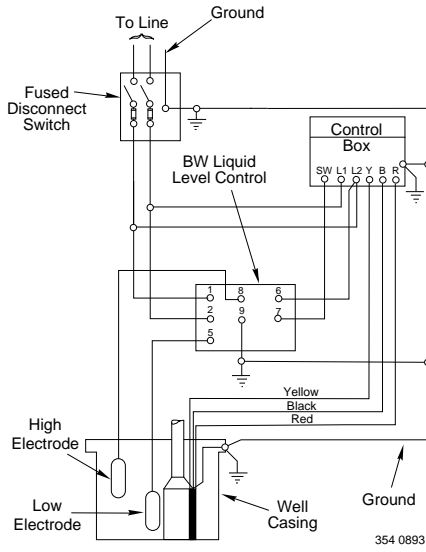 To Line
Ground
Fused
Disconnect
Switch
Control
Box
BW Liquid
Level Control
SW L1 L2 Y B R
1 8 6
2 9 7
5
Yellow
Black
Red
High
Electrode
Low
Electrode
Well
Casing
Ground
354 0893